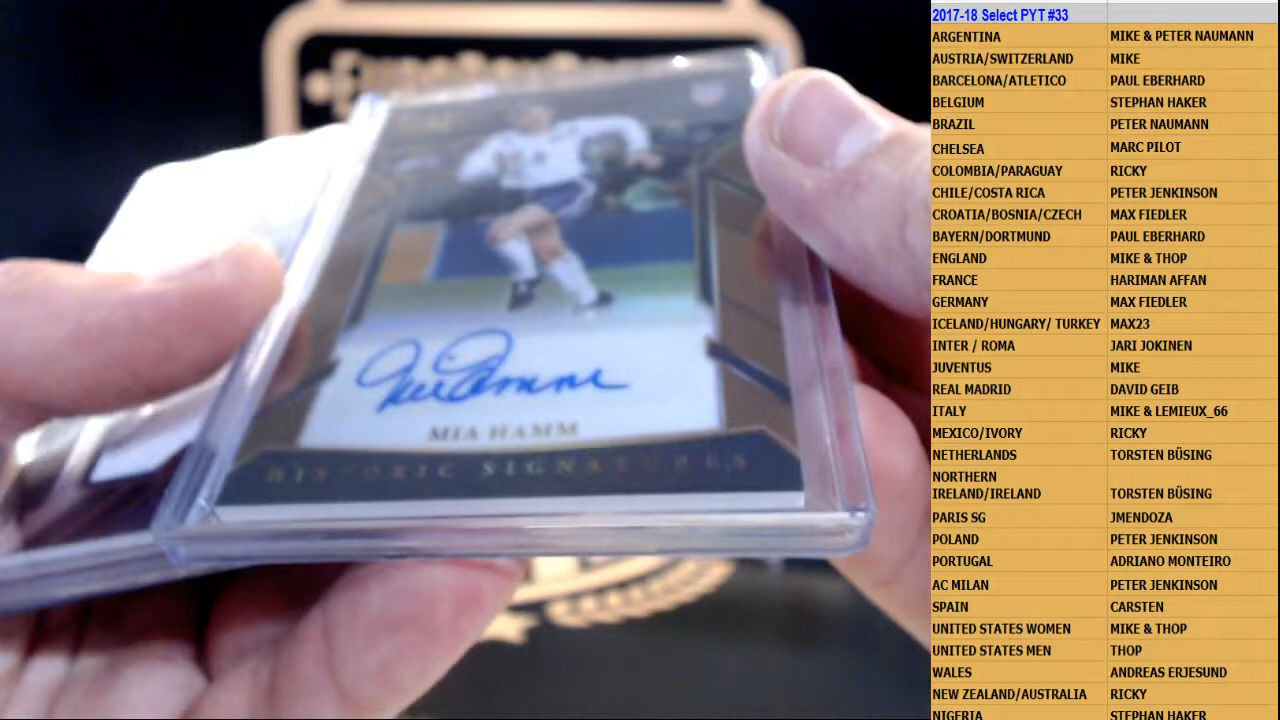 MIA HAMM
HISTORIC SIGNATURES
2017-18 Select PYT #33
ARGENTINA MIKE & PETER NAUMANN
AUSTRIA/SWITZERLAND MIKE
BARCELONA/ATLETICO PAUL EBERHARD
BELGIUM STEPHAN HAKER
BRAZIL PETER NAUMANN
CHELSEA MARC PILOT
COLOMBIA/PARAGUAY RICKY
CHILE/COSTA RICA PETER JENKINSON
CROATIA/BOSNIA/CZECH MAX FIEDLER
BAYERN/DORTMUND PAUL EBERHARD
ENGLAND MIKE & THOP
FRANCE HARIMAN AFFAN
GERMANY MAX FIEDLER
ICELAND/HUNGARY/ TURKEY MAX23
INTER / ROMA JARI JOKINEN
JUVENTUS MIKE
REAL MADRID DAVID GEIB
ITALY MIKE & LEMIEUX_66
MEXICO/IVORY RICKY
NETHERLANDS TORSTEN BÜSING
NORTHERN
IRELAND/IRELAND TORSTEN BÜSING
PARIS SG JMENDOZA
POLAND PETER JENKINSON
PORTUGAL ADRIANO MONTEIRO
AC MILAN PETER JENKINSON
SPAIN CARSTEN
UNITED STATES WOMEN MIKE & THOP
UNITED STATES MEN THOP
WALES ANDREAS ERJESUND
NEW ZEALAND/AUSTRALIA RICKY
NIGERIA STEPHAN HAKER